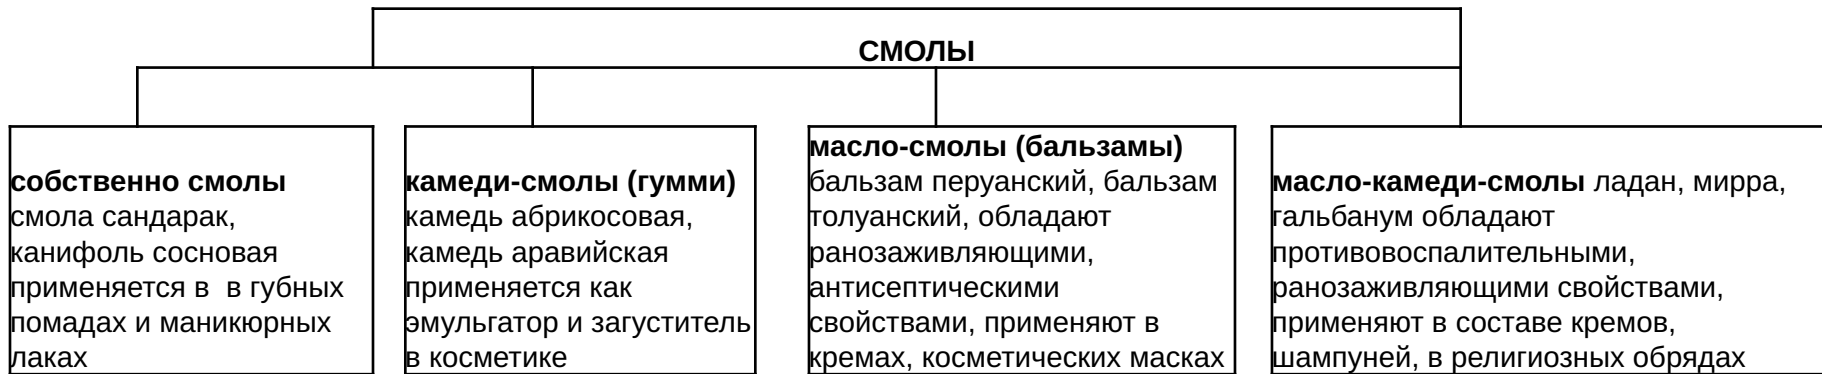 СМОЛЫ
собственно смолы
смола сандарак,
канифоль сосновая
применяется в  в губных
помадах и маникюрных
лаках
камеди-смолы (гумми)
камедь абрикосовая,
камедь аравийская
применяется как
эмульгатор и загуститель
в косметике
масло-смолы (бальзамы)
бальзам перуанский, бальзам
толуанский, обладают
ранозаживляющими,
антисептическими
свойствами, применяют в
кремах, косметических масках
масло-камеди-смолы ладан, мирра,
гальбанум обладают
противовоспалительными,
ранозаживляющими свойствами,
применяют в составе кремов,
шампуней, в религиозных обрядах